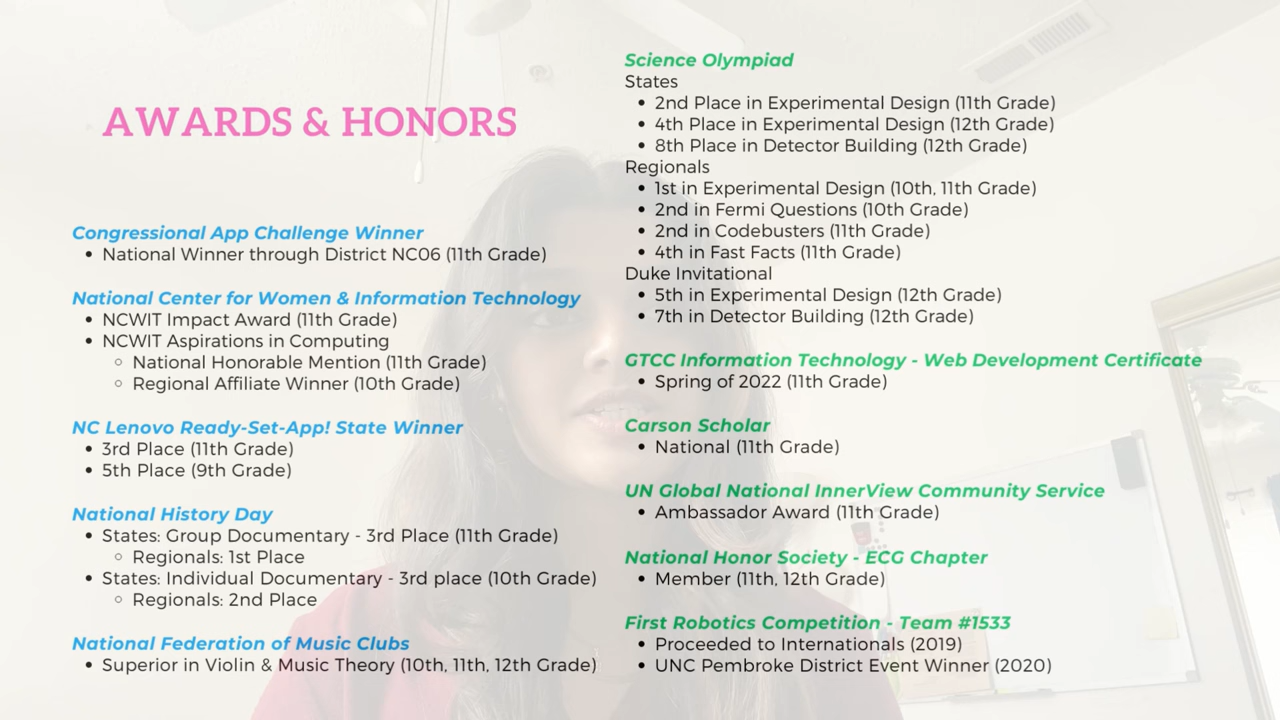 AWARDS & HONORS
Congressional App Challenge Winner
• National Winner through District NC06 (11th Grade)
National Center for Women & Information Technology
• NCWIT Impact Award (11th Grade)
• NCWIT Aspirations in Computing
◦ National Honorable Mention (11th Grade)
◦ Regional Affiliate Winner (10th Grade)
NC Lenovo Ready-Set-App! State Winner
• 3rd Place (11th Grade)
• 5th Place (9th Grade)
National History Day
• States: Group Documentary - 3rd Place (11th Grade)
◦ Regionals: 1st Place
• States: Individual Documentary - 3rd place (10th Grade)
◦ Regionals: 2nd Place
National Federation of Music Clubs
• Superior in Violin & Music Theory (10th, 11th, 12th Grade)
Science Olympiad
States
• 2nd Place in Experimental Design (11th Grade)
• 4th Place in Experimental Design (12th Grade)
• 8th Place in Detector Building (12th Grade)
Regionals
• 1st in Experimental Design (10th, 11th Grade)
• 2nd in Fermi Questions (10th Grade)
• 2nd in Codebusters (11th Grade)
• 4th in Fast Facts (11th Grade)
Duke Invitational
• 5th in Experimental Design (12th Grade)
• 7th in Detector Building (12th Grade)
GTCC Information Technology - Web Development Certificate
• Spring of 2022 (11th Grade)
Carson Scholar
• National (11th Grade)
UN Global National InnerView Community Service
• Ambassador Award (11th Grade)
National Honor Society - ECG Chapter
• Member (11th, 12th Grade)
First Robotics Competition - Team #1533
• Proceeded to Internationals (2019)
• UNC Pembroke District Event Winner (2020)